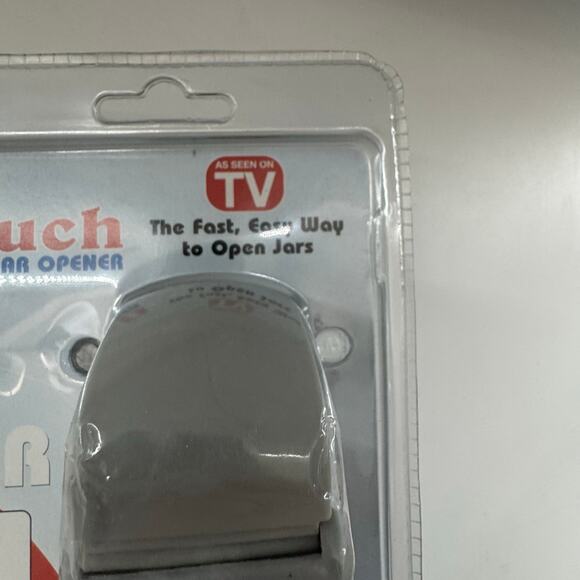 AS SEEN ON
TV
uch
The Fast, Easy Way
to Open Jars
AR OPENER
R